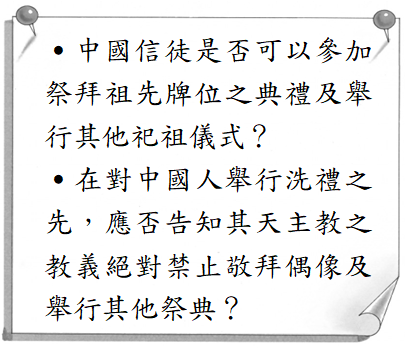 •中國信徒是否可以參加
祭拜祖先牌位之典禮及舉
行其他祀祖儀式？
•在對中國人舉行洗禮之
先，應否告知其天主教之
教義絕對禁止敬拜偶像及
舉行其他祭典？